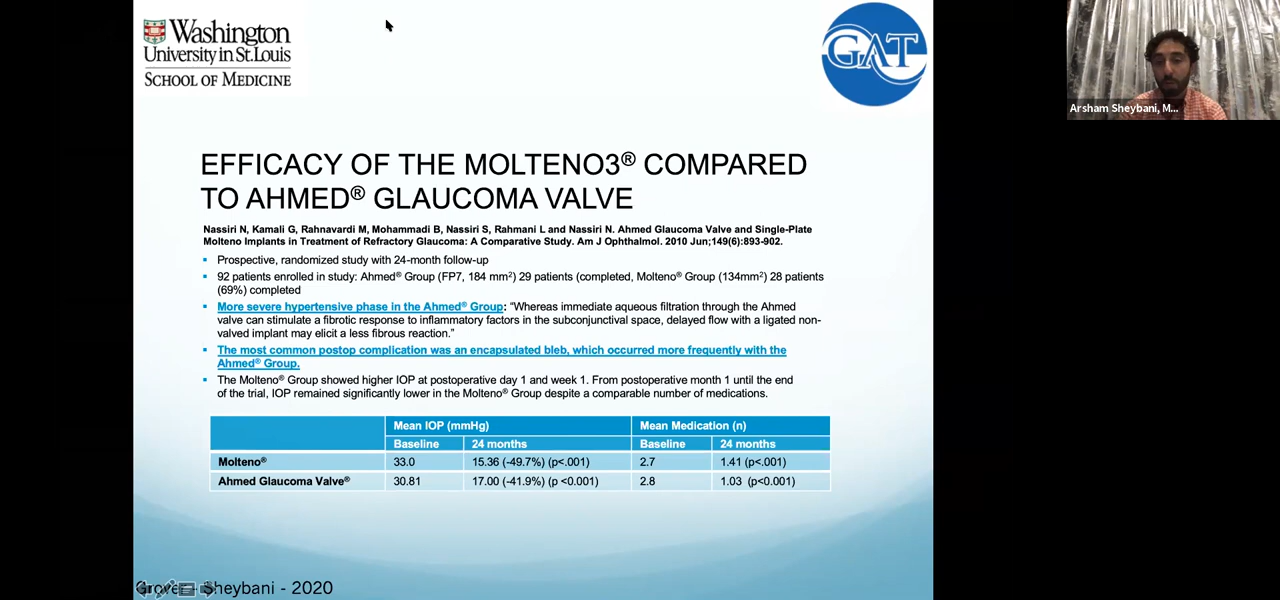 Washington
University in St. Louis
SCHOOL OF MEDICINE
GAT
Arsham Sheybani, M...
EFFICACY OF THE MOLTENO3® COMPARED
TO AHMED® GLAUCOMA VALVE
Nassiri N, Kamali G, Rahnavardi M, Mohammadi B, Nassiri S, Rahmani L and Nassiri N. Ahmed Glaucoma Valve and Single-Plate
Molteno Implants in Treatment of Refractory Glaucoma: A Comparative Study. Am J Ophthalmol. 2010 Jun;149(6):893-902.
Prospective, randomized study with 24-month follow-up
92 patients enrolled in study: Ahmed® Group (FP7, 184 mm²) 29 patients (completed, Molteno® Group (134mm²) 28 patients
(69%) completed
More severe hypertensive phase in the Ahmed® Group: “Whereas immediate aqueous filtration through the Ahmed
valve can stimulate a fibrotic response to inflammatory factors in the subconjunctival space, delayed flow with a ligated non-
valved implant may elicit a less fibrous reaction.”
The most common postop complication was an encapsulated bleb, which occurred more frequently with the
Ahmed® Group.
The Molteno® Group showed higher IOP at postoperative day 1 and week 1. From postoperative month 1 until the end
of the trial, IOP remained significantly lower in the Molteno® Group despite a comparable number of medications.
Mean IOP (mmHg) Mean Medication (n)
Baseline 24 months Baseline 24 months
Molteno® 33.0 15.36 (-49.7%) (p<.001) 2.7 1.41 (p<.001)
Ahmed Glaucoma Valve® 30.81 17.00 (-41.9%) (p <0.001) 2.8 1.03 (p<0.001)
Sheybani - 2020